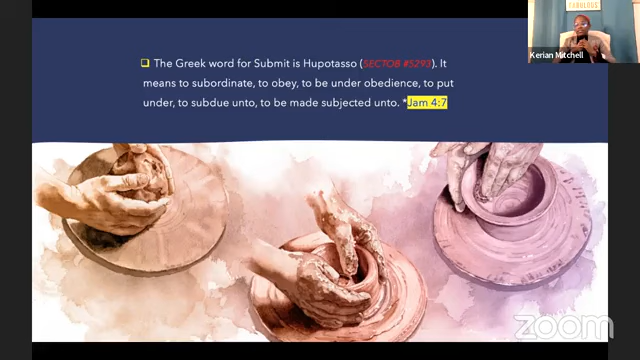 FABULOUS
Kerian Mitchell
❑ The Greek word for Submit is Hupotasso (SECTOB #5293). It
means to subordinate, to obey, to be under obedience, to put
under, to subdue unto, to be made subjected unto. *Jam 4:7
zoom